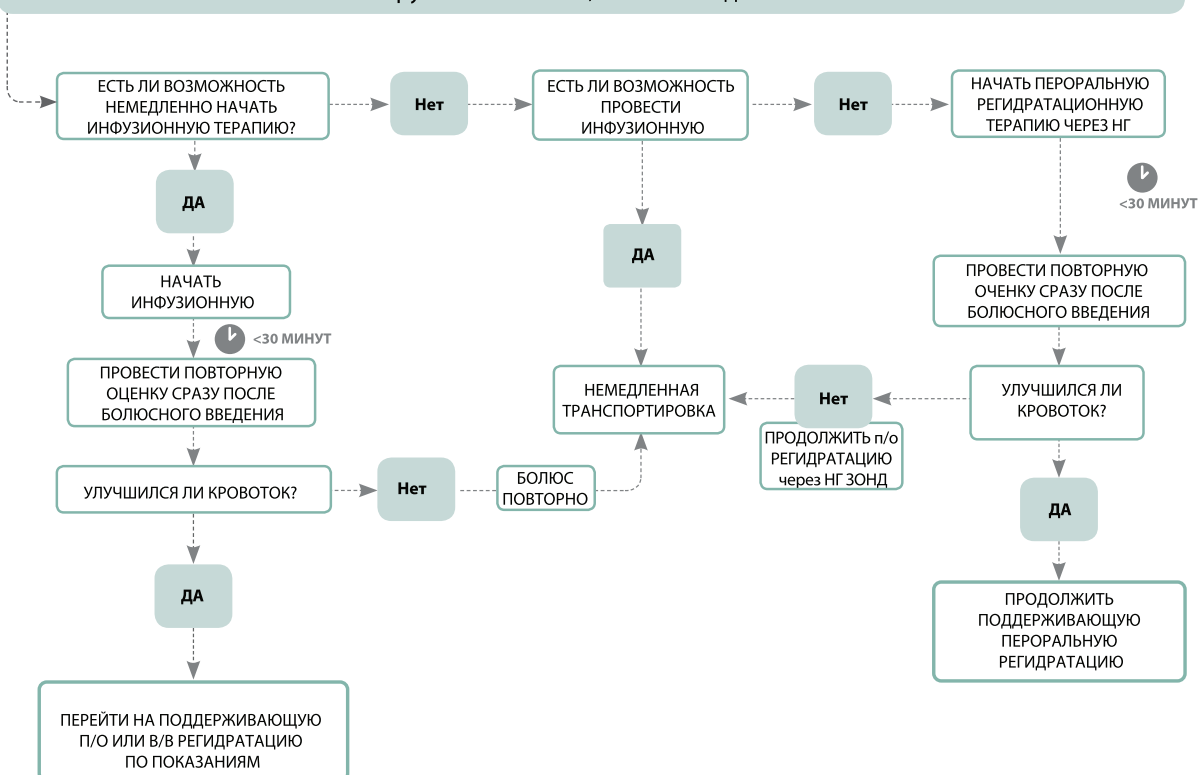 ЕСТЬ ЛИ ВОЗМОЖНОСТЬ
НЕМЕДЛЕННО НАЧАТЬ
ИНФУЗИОННУЮ ТЕРАПИЮ?
Нет
ЕСТЬ ЛИ ВОЗМОЖНОСТЬ
ПРОВЕСТИ
ИНФУЗИОННУЮ
Нет
НАЧАТЬ ПЕРОРАЛЬНУЮ
РЕГИДРАТАЦИОННУЮ
ТЕРАПИЮ ЧЕРЕЗ НГ
<30 МИНУТ
ДА
ДА
НАЧАТЬ
ИНФУЗИОННУЮ
<30 МИНУТ
ПРОВЕСТИ ПОВТОРНУЮ
ОЦЕНКУ СРАЗУ ПОСЛЕ
БОЛЮСНОГО ВВЕДЕНИЯ
ПРОВЕСТИ ПОВТОРНУЮ
ОЦЕНКУ СРАЗУ ПОСЛЕ
БОЛЮСНОГО ВВЕДЕНИЯ
НЕМЕДЛЕННАЯ
ТРАНСПОРТИРОВКА
Нет
ПРОДОЛЖИТЬ п/о
РЕГИДРАТАЦИЮ
через НГ ЗОНД
УЛУЧШИЛСЯ ЛИ
КРОВОТОК?
УЛУЧШИЛСЯ ЛИ КРОВОТОК?
Нет
БОЛЮС
ПОВТОРНО
ДА
ДА
ПРОДОЛЖИТЬ
ПОДДЕРЖИВАЮЩУЮ
ПЕРОРАЛЬНУЮ
РЕГИДРАТАЦИЮ
ПЕРЕЙТИ НА ПОДДЕРЖИВАЮЩУЮ
П/О ИЛИ В/В РЕГИДРАТАЦИЮ
ПО ПОКАЗАНИЯМ